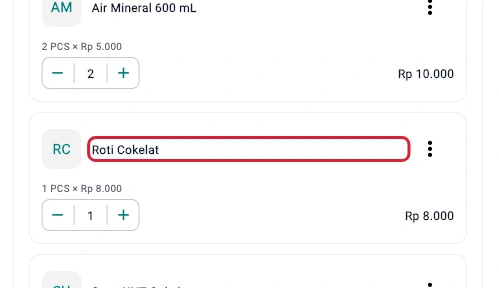 AM
Air Mineral 600 mL
2 PCS × Rp 5.000
− 2 +
Rp 10.000
RC
Roti Cokelat
1 PCS × Rp 8.000
− 1 +
Rp 8.000